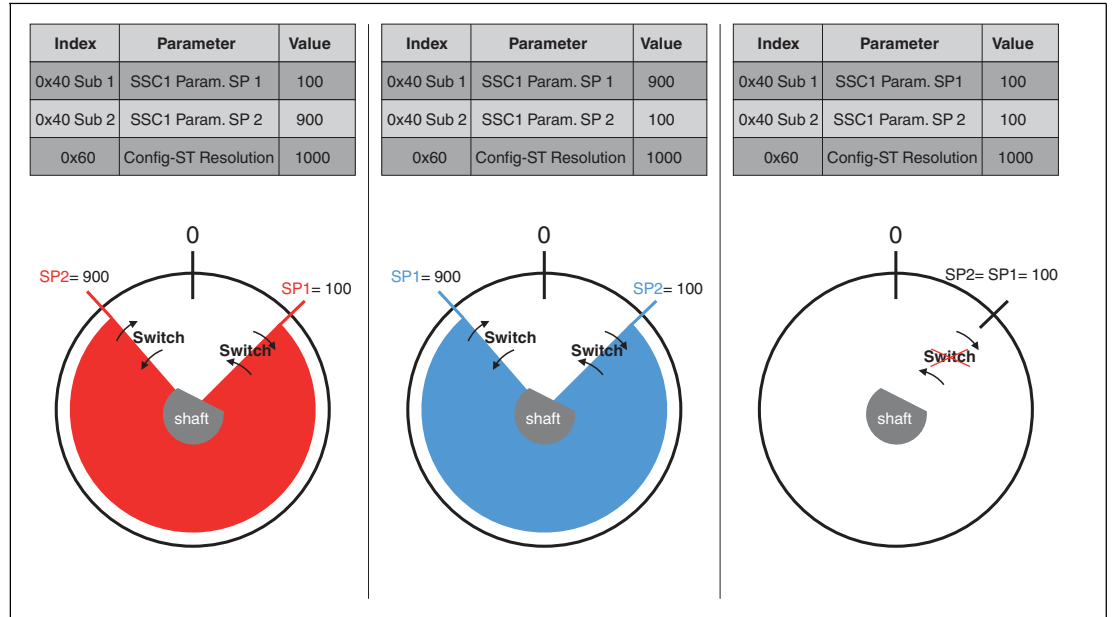 Index Parameter Value
0x40 Sub 1 SSC1 Param. SP 1 100
0x40 Sub 2 SSC1 Param. SP 2 900
0x60 Config-ST Resolution 1000
0
SP2= 900
SP1= 100
Switch
Switch
shaft
Index Parameter Value
0x40 Sub 1 SSC1 Param. SP 1 900
0x40 Sub 2 SSC1 Param. SP 2 100
0x60 Config-ST Resolution 1000
0
SP1= 900
SP2= 100
Switch
Switch
shaft
Index Parameter Value
0x40 Sub 1 SSC1 Param. SP1 100
0x40 Sub 2 SSC1 Param. SP 2 100
0x60 Config-ST Resolution 1000
0
SP2= SP1= 100
Switch
shaft